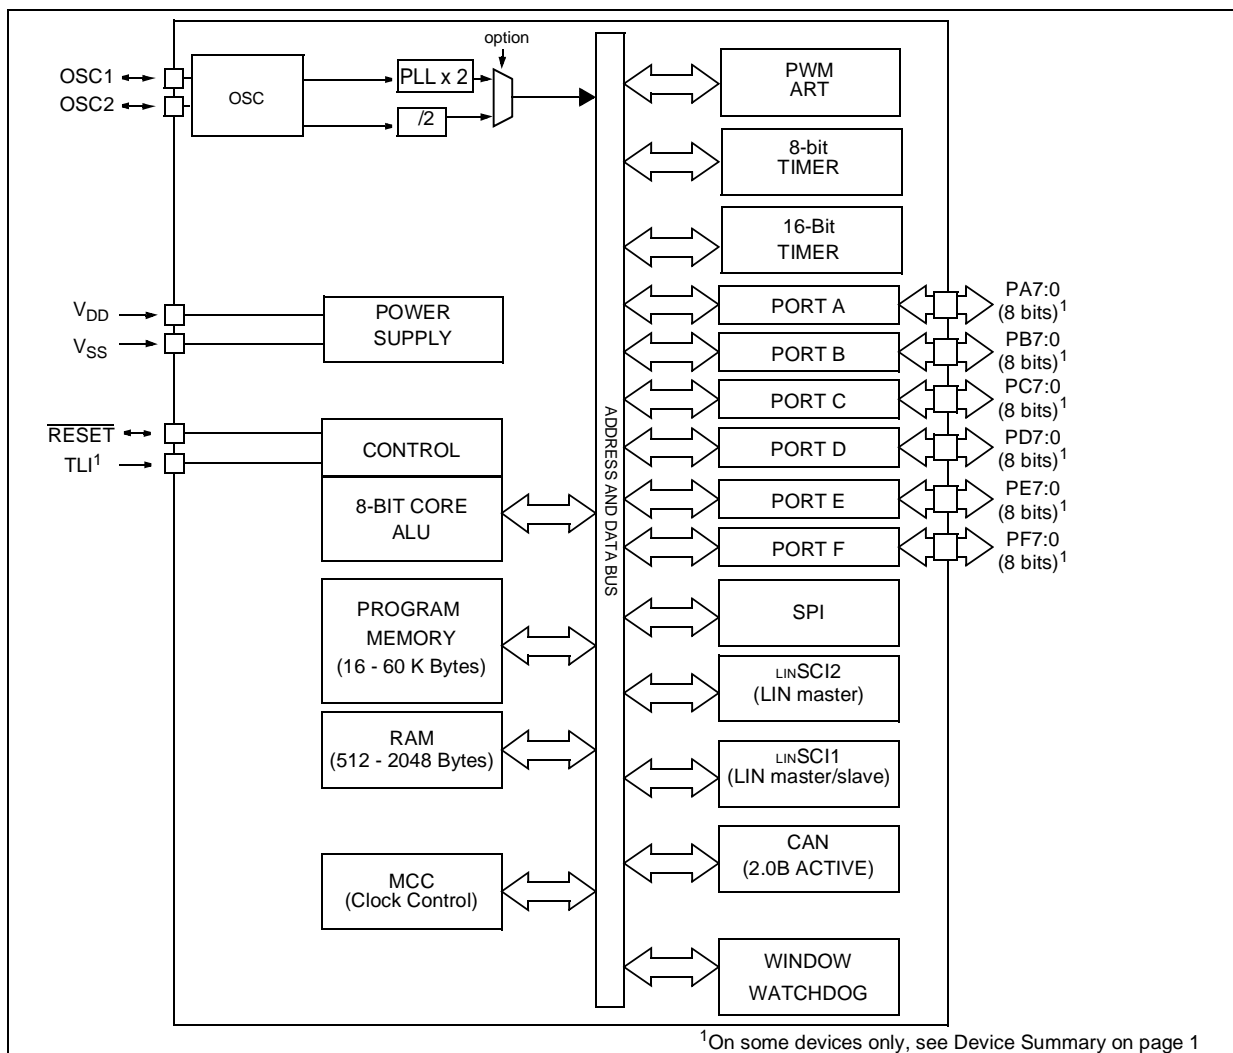 option
OSC1
OSC2
OSC
PLL x 2
/2
VDD
VSS
POWER
SUPPLY
RESET
TLI1
CONTROL
8-BIT CORE
ALU
PROGRAM
MEMORY
(16 - 60 K Bytes)
RAM
(512 - 2048 Bytes)
MCC
(Clock Control)
ADDRESS AND DATA BUS
PWM
ART
8-bit
TIMER
16-Bit
TIMER
PORT A
PA7:0
(8 bits)1
PORT B
PB7:0
(8 bits)1
PORT C
PC7:0
(8 bits)1
PORT D
PD7:0
(8 bits)1
PORT E
PE7:0
(8 bits)1
PORT F
PF7:0
(8 bits)1
SPI
LINSCI2
(LIN master)
LINSCI1
(LIN master/slave)
CAN
(2.0B ACTIVE)
WINDOW
WATCHDOG
1On some devices only, see Device Summary on page 1